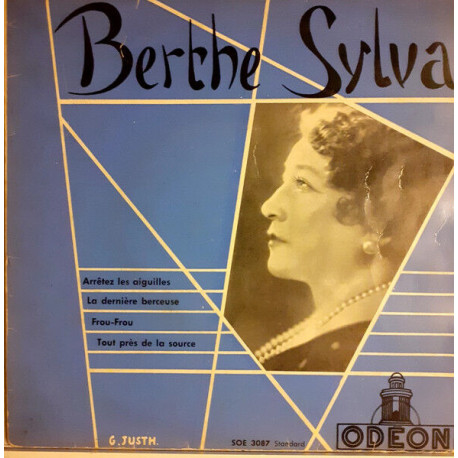 Berthe Sylva
Arrêtez les aiguilles
La dernière berceuse
Frou-Frou
Tout près de la source
G. JUSTH.
SOE 3087 Standard
ODEON